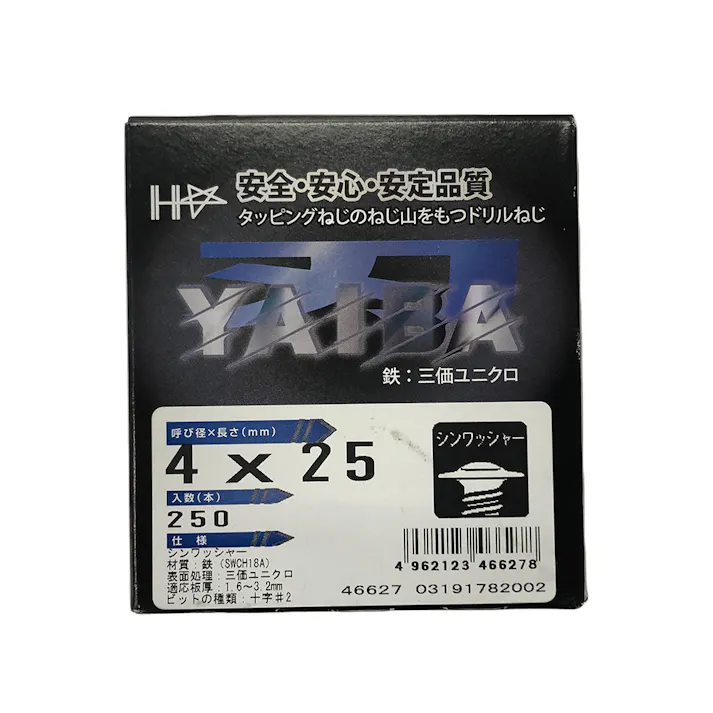 安全・安心・安定品質
タッピングねじのねじ山をもつドリルねじ
YAIBA
鉄：三価ユニクロ
呼び径×長さ(mm)
4 x 25
シンワッシャー
入数(本)
250
仕様
シンワッシャー
材質：鉄 (SWCH18A)
表面処理：三価ユニクロ
適応板厚：1.6～3.2mm
ビットの種類：十字#2
4 962123 466278
46627 03191782002